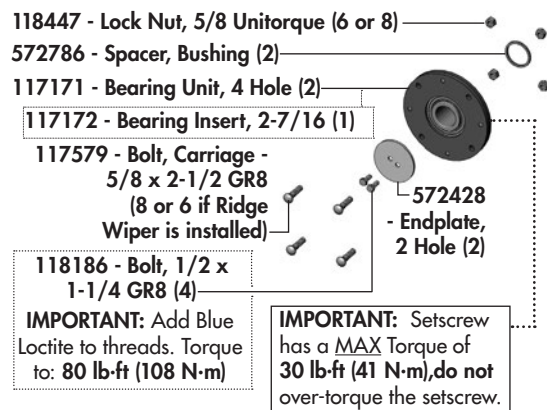 118447 - Lock Nut, 5/8 Unitorque (6 or 8)
572786 - Spacer, Bushing (2)
117171 - Bearing Unit, 4 Hole (2)
117172 - Bearing Insert, 2-7/16 (1)
117579 - Bolt, Carriage -
5/8 x 2-1/2 GR8
(8 or 6 if Ridge
Wiper is installed)
572428
- Endplate,
2 Hole (2)
118186 - Bolt, 1/2 x
1-1/4 GR8 (4)
IMPORTANT: Add Blue
Loctite to threads. Torque
to: 80 lb·ft (108 N·m)
IMPORTANT: Setscrew
has a MAX Torque of
30 lb·ft (41 N·m),do not
over-torque the setscrew.